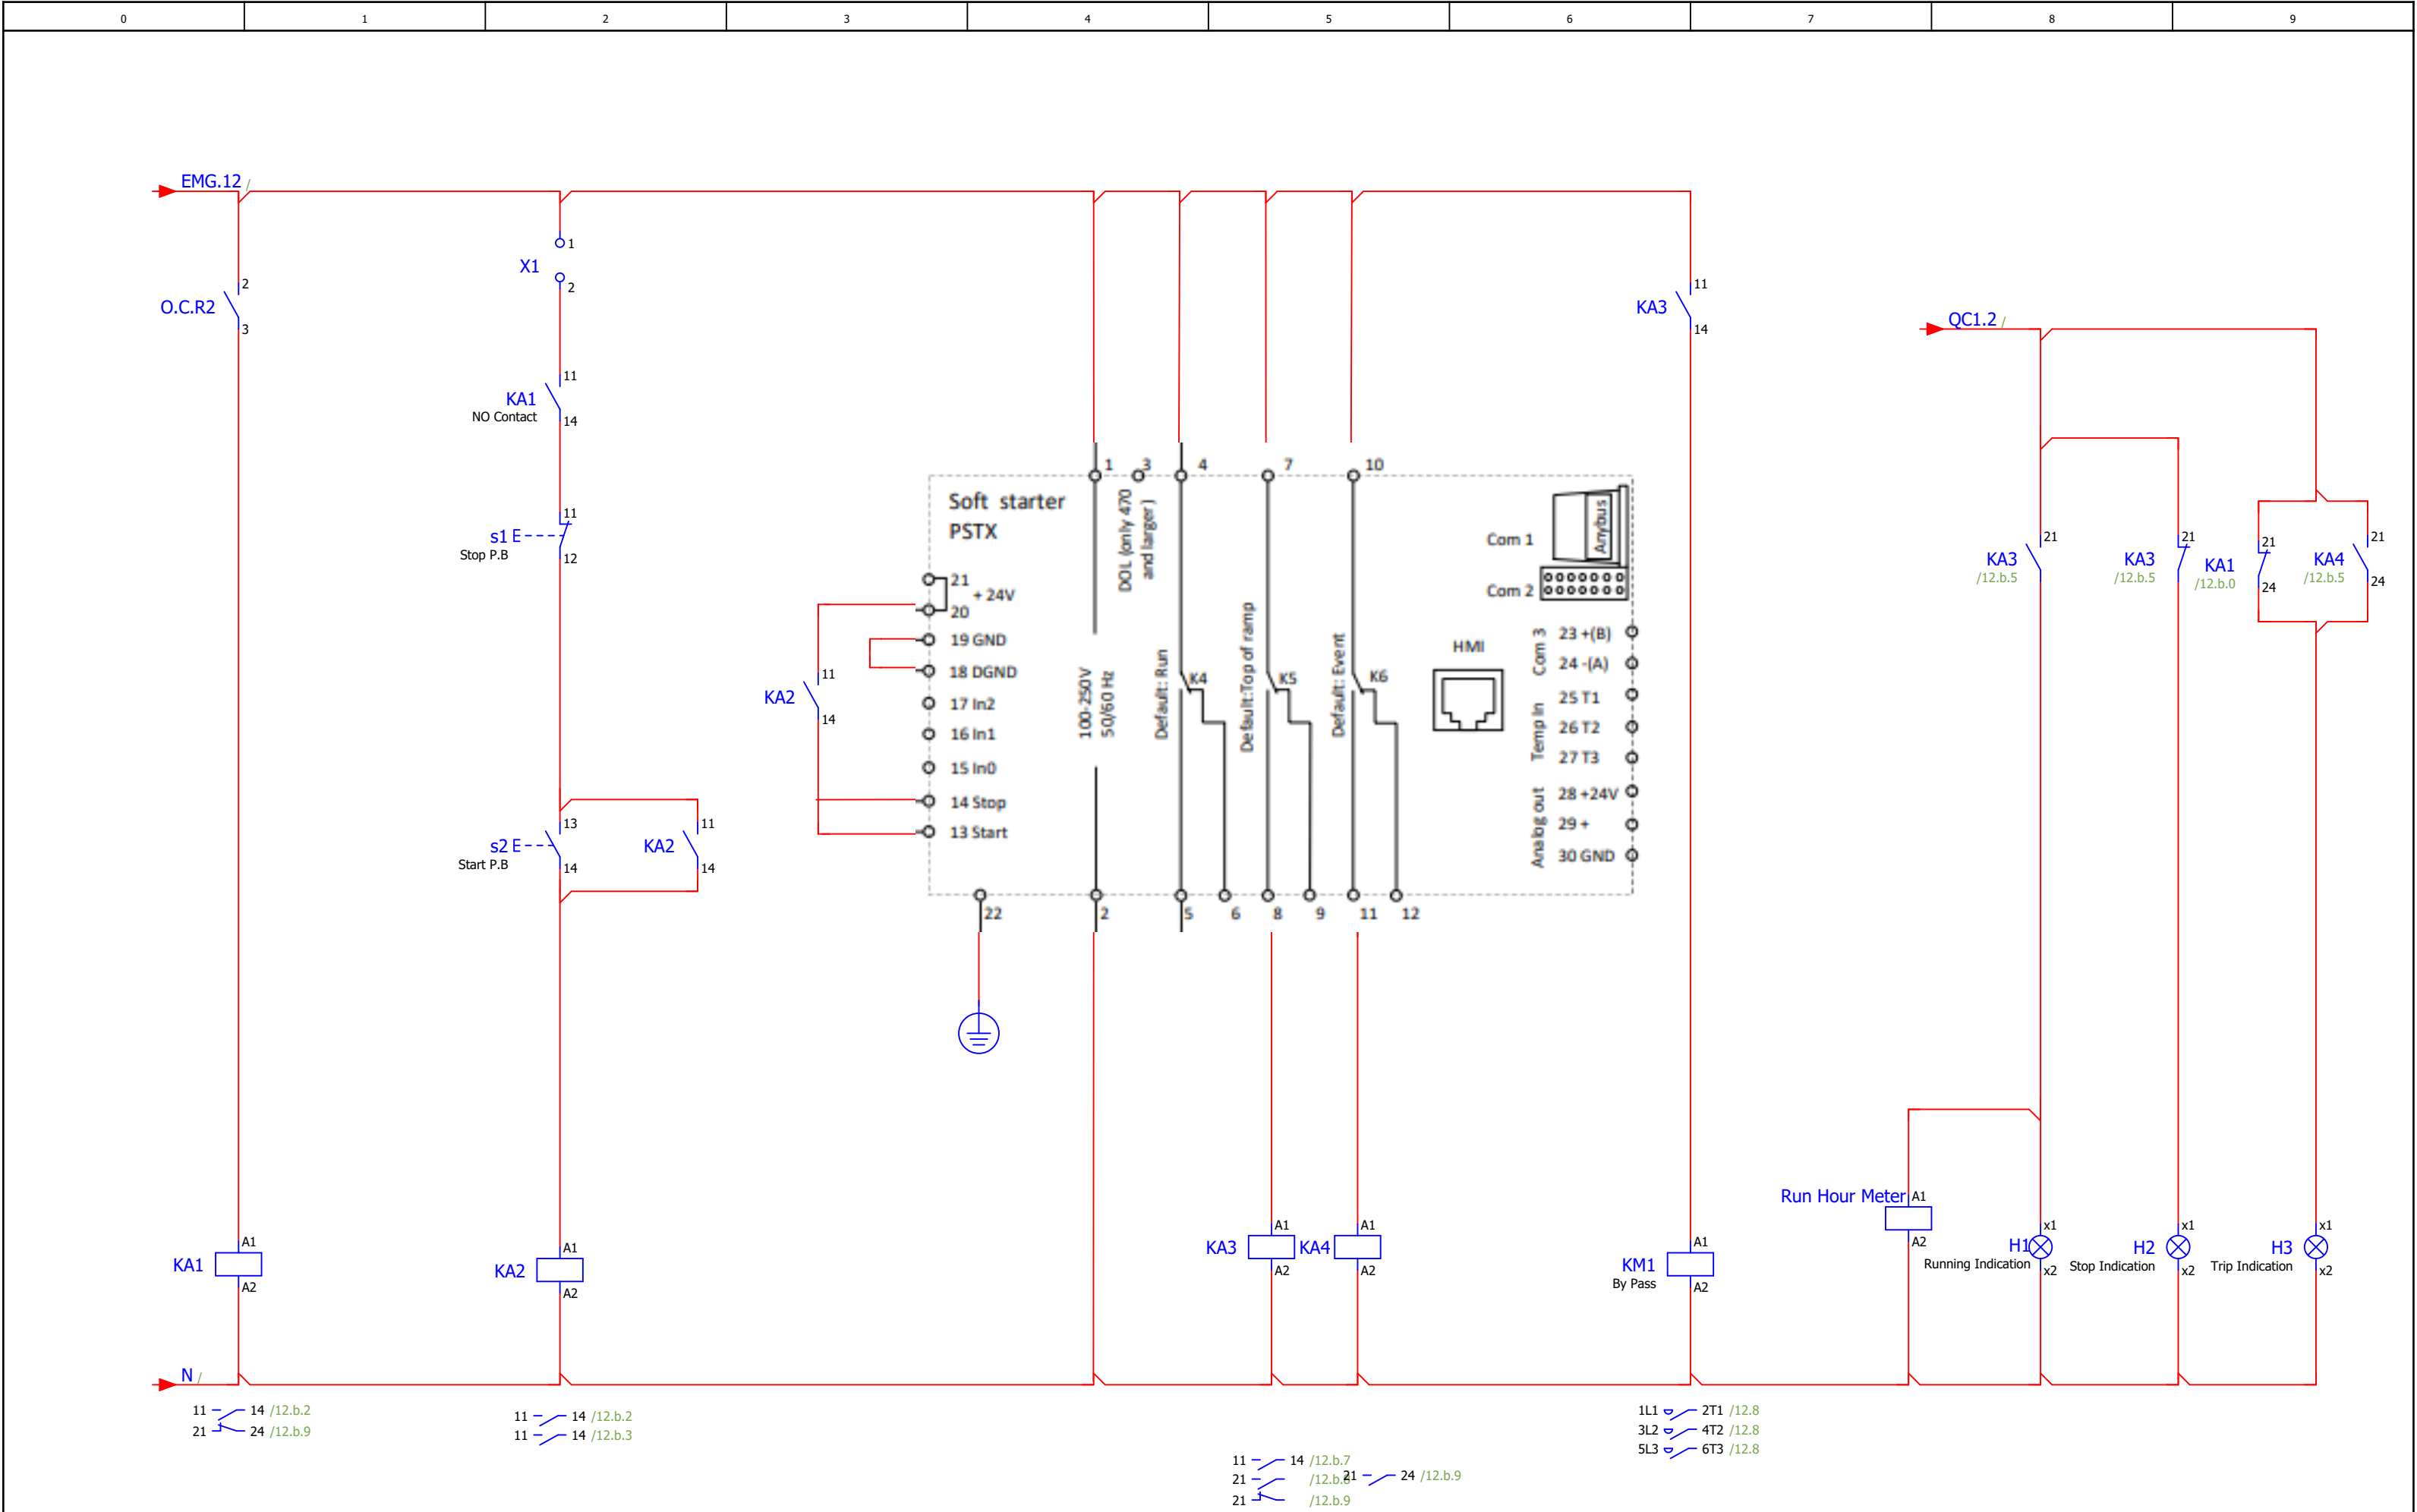 0 1 2 3 4 5 6 7 8 9
EMG.12 /
1
X1
2
2
O.C.R2
3
11
KA1
NO Contact
14
11
s1 E
Stop P.B
12
13
s2 E
Start P.B
14
11
KA2
14
11
KA2
14
1 3 4 7 10
Soft starter
PSTX
DOL (only 470
and larger)
21
+ 24V
20
19 GND
18 DGND
17 In2
16 In1
15 In0
14 Stop
13 Start
100-250V
50/60 Hz
Default: Run
K4
Default:Top of ramp
K5
Default: Event
K6
Com 1
Anybus
Com 2
HMI
Com 3
23 +(B)
24 -(A)
Temp In
25 T1
26 T2
27 T3
Analog out
28 +24V
29 +
30 GND
22 2 5 6 8 9 11 12
11
KA3
14
QC1.2 /
21
KA3
/12.b.5
21
KA3
/12.b.5
21
KA1
/12.b.0
24
21
KA4
/12.b.5
24
A1
KA1
A2
A1
KA2
A2
A1
KA3
A2
A1
KA4
A2
A1
KM1
By Pass
A2
Run Hour Meter
A1
A2
x1
H1
Running Indication
x2
x1
H2
Stop Indication
x2
x1
H3
Trip Indication
x2
N /
11 14 /12.b.2
21 24 /12.b.9
11 14 /12.b.2
11 14 /12.b.3
11 14 /12.b.7
21 /12.b.8
21 /12.b.9
21 24 /12.b.9
1L1 2T1 /12.8
3L2 4T2 /12.8
5L3 6T3 /12.8